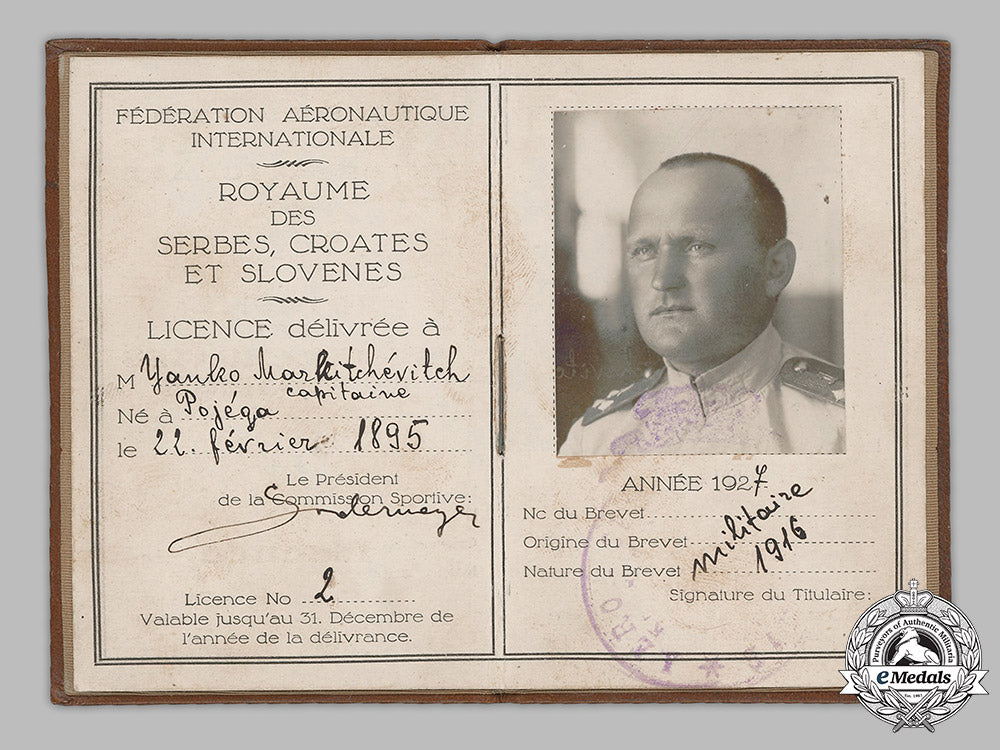 FÉDÉRATION AÉRONAUTIQUE
INTERNATIONALE
ROYAUME
DES
SERBES, CROATES
ET SLOVENES
LICENCE délivrée à
M Yanko Markitchévitch
capitaine
Né à Pojéga
le 22. février 1895
Le Président
de la Commission Sportive:
Licence No 2
Valable jusqu'au 31. Décembre de
l'année de la délivrance.
ANNÉE 1927
No du Brevet
Origine du Brevet militaire
Nature du Brevet 1916
Signature du Titulaire:
Purveyors of Authentic Militaria
eMedals